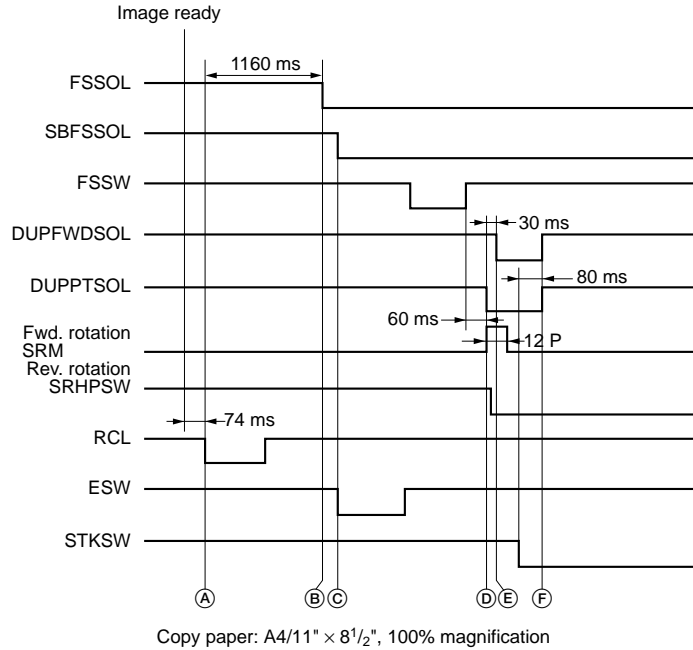 Image ready
1160 ms
FSSOL
SBFSSOL
FSSW
30 ms
DUPFWDSOL
80 ms
DUPPTSOL
60 ms
12 P
Fwd. rotation
SRM
Rev. rotation
SRHPSW
74 ms
RCL
ESW
STKSW
A B C D E F
Copy paper: A4/11" × 8 1/2", 100% magnification